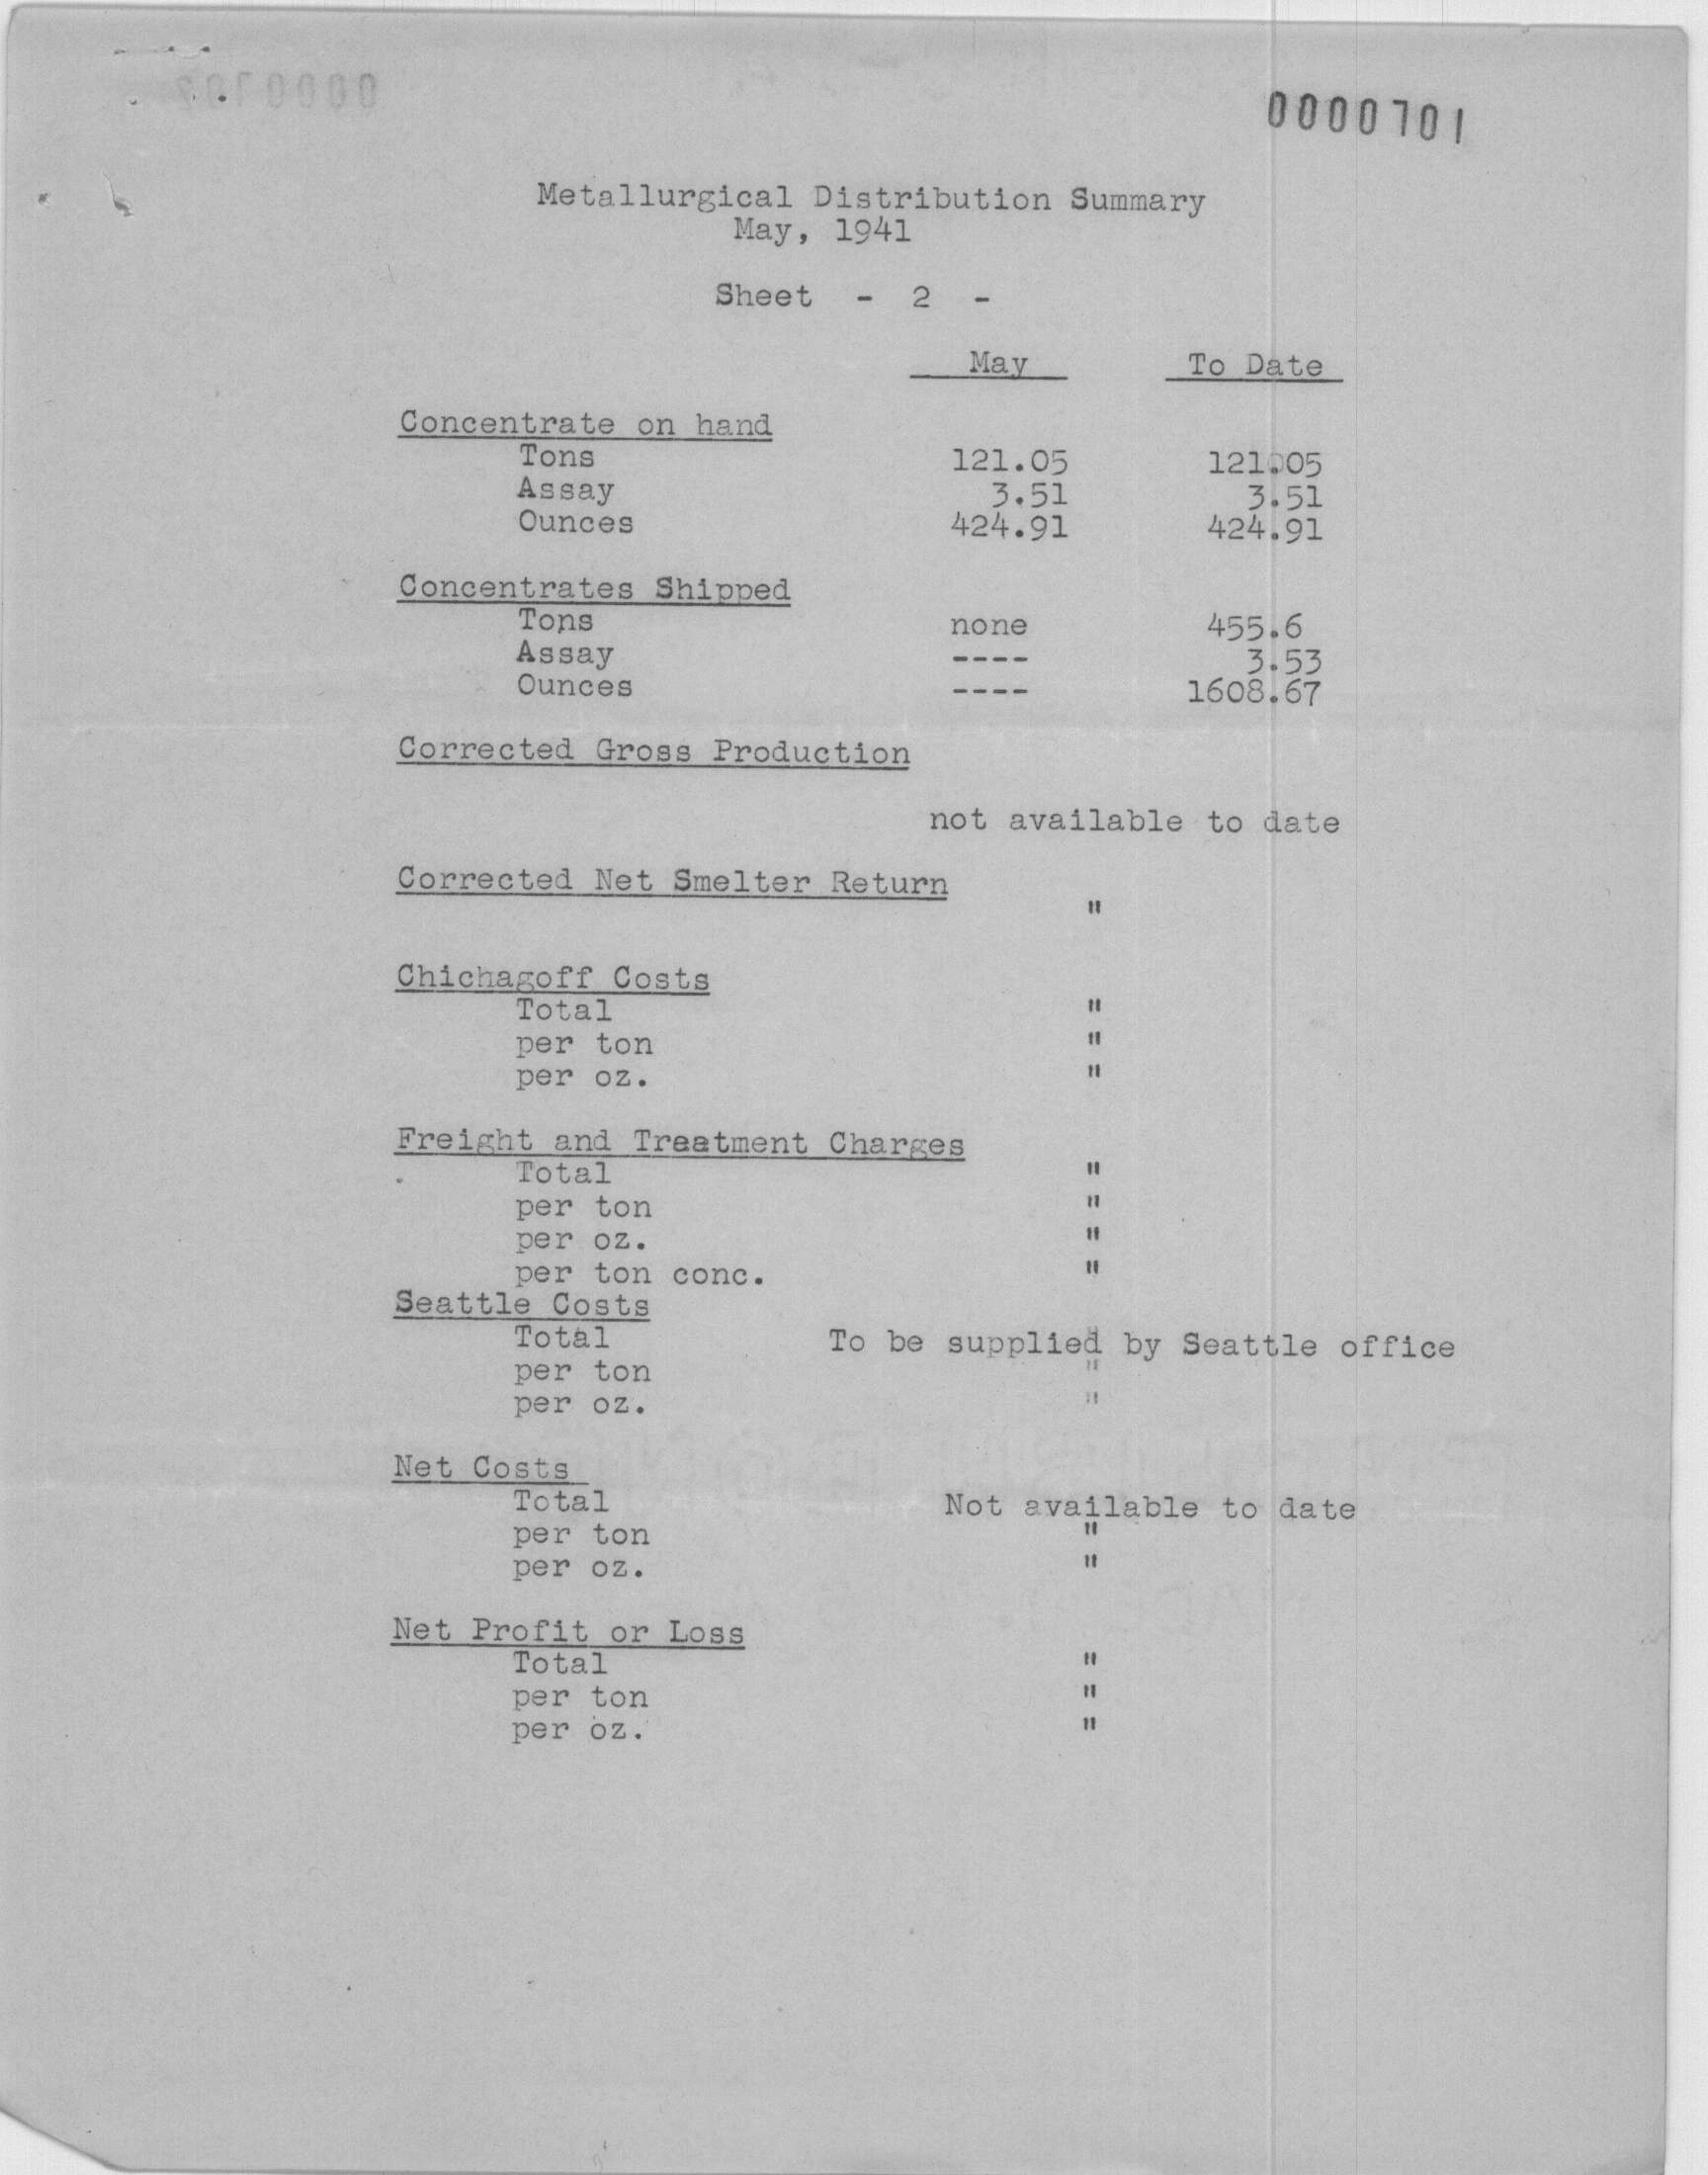 0000701
Metallurgical Distribution Summary
May, 1941
Sheet - 2 -
May To Date
Concentrate on hand
Tons 121.05 121.05
Assay 3.51 3.51
Ounces 424.91 424.91
Concentrates Shipped
Tons none 455.6
Assay ---- 3.53
Ounces ---- 1608.67
Corrected Gross Production
not available to date
Corrected Net Smelter Return
"
Chichagoff Costs
Total "
per ton "
per oz. "
Freight and Treatment Charges
Total "
per ton "
per oz. "
per ton conc. "
Seattle Costs
Total To be supplied by Seattle office
per ton "
per oz. "
Net Costs
Total Not available to date
per ton "
per oz. "
Net Profit or Loss
Total "
per ton "
per oz. "